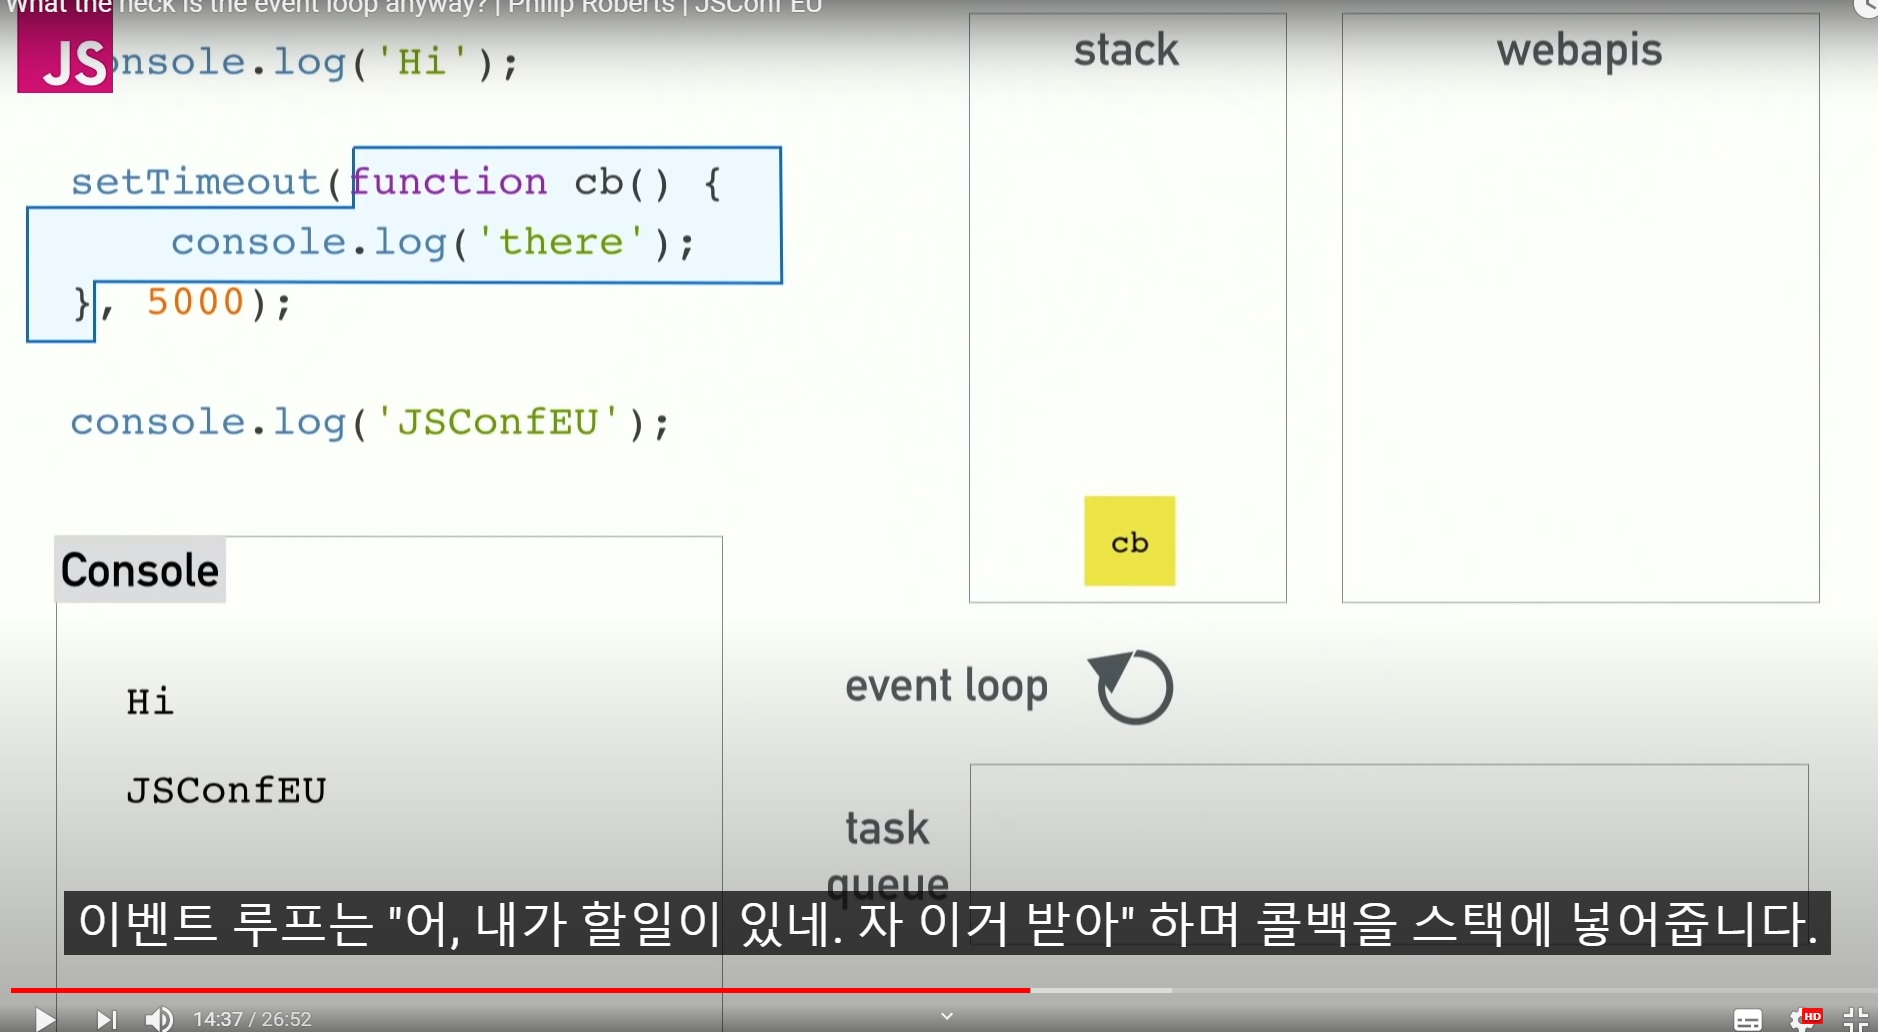 What the heck is the event loop anyway? | Philip Roberts | JSConf EU
JS
onsole.log('Hi');
setTimeout(function cb() {
console.log('there');
}, 5000);
console.log('JSConfEU');
stack
webapis
cb
Console
Hi
JSConfEU
event loop
task
queue
이벤트 루프는 "어, 내가 할일이 있네. 자 이거 받아" 하며 콜백을 스택에 넣어줍니다.
14:37 / 26:52
HD